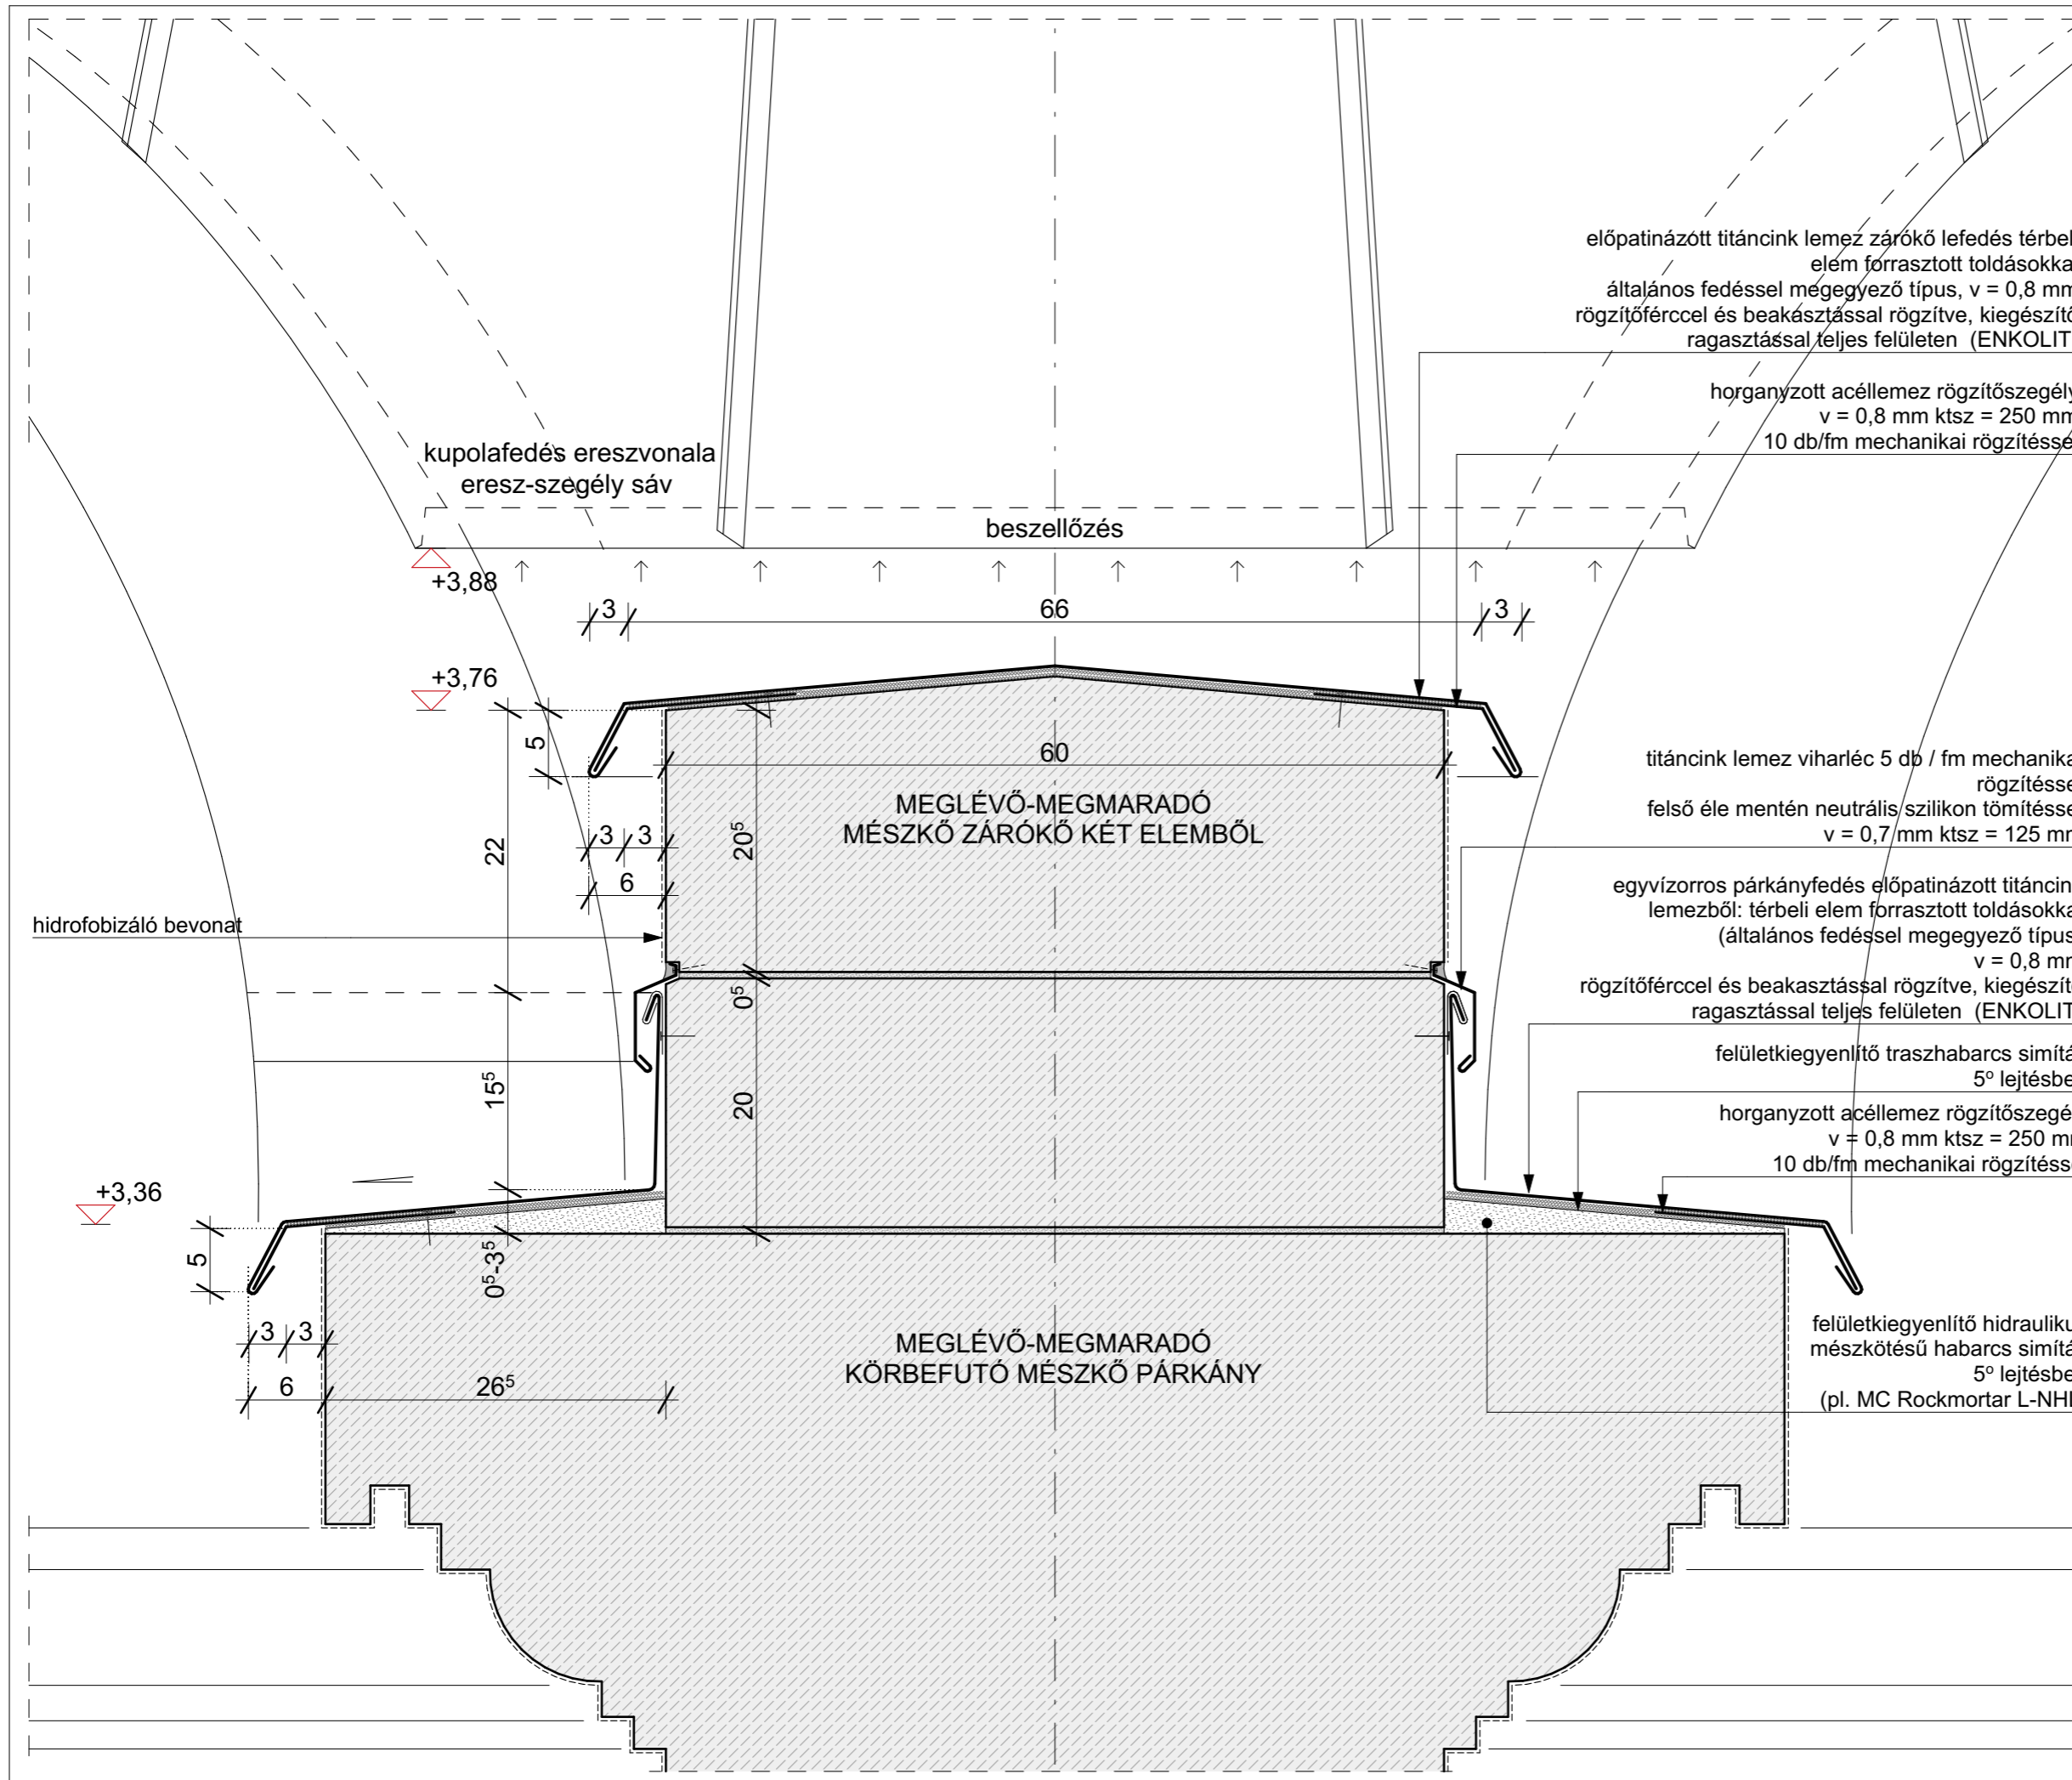 előpatinázott titáncink lemez zárókő lefedés térbel
elem forrasztott toldásokka
általános fedéssel megegyező típus, v = 0,8 mm
rögzítőférccel és beakasztással rögzítve, kiegészítő
ragasztással teljes felületen (ENKOLIT
horganyzott acéllemez rögzítőszegély
v = 0,8 mm ktsz = 250 mm
10 db/fm mechanikai rögzítésse
kupolafedés ereszvonala
eresz-szegély sáv
beszellőzés
+3,88
3
66
3
+3,76
5
60
titáncink lemez viharléc 5 db / fm mechanika
rögzítésse
felső éle mentén neutrális szilikon tömítésse
v = 0,7 mm ktsz = 125 mm
MEGLÉVŐ-MEGMARADÓ
MÉSZKŐ ZÁRÓKŐ KÉT ELEMBŐL
22
3
3
20⁵
6
hidrofobizáló bevonat
egyvízorros párkányfedés előpatinázott titáncin
lemezből: térbeli elem forrasztott toldásokka
(általános fedéssel megegyező típus
v = 0,8 mm
rögzítőférccel és beakasztással rögzítve, kiegészít
ragasztással teljes felületen (ENKOLIT
0⁵
15⁵
20
felületkiegyenlítő traszhabarcs simítá
5º lejtésbe
horganyzott acéllemez rögzítőszegé
v = 0,8 mm ktsz = 250 m
10 db/fm mechanikai rögzítéss
+3,36
5
0⁵-3⁵
3
3
6
26⁵
MEGLÉVŐ-MEGMARADÓ
KÖRBEFUTÓ MÉSZKŐ PÁRKÁNY
felületkiegyenlítő hidrauliku
mészkötésű habarcs simítá
5º lejtésbe
(pl. MC Rockmortar L-NH